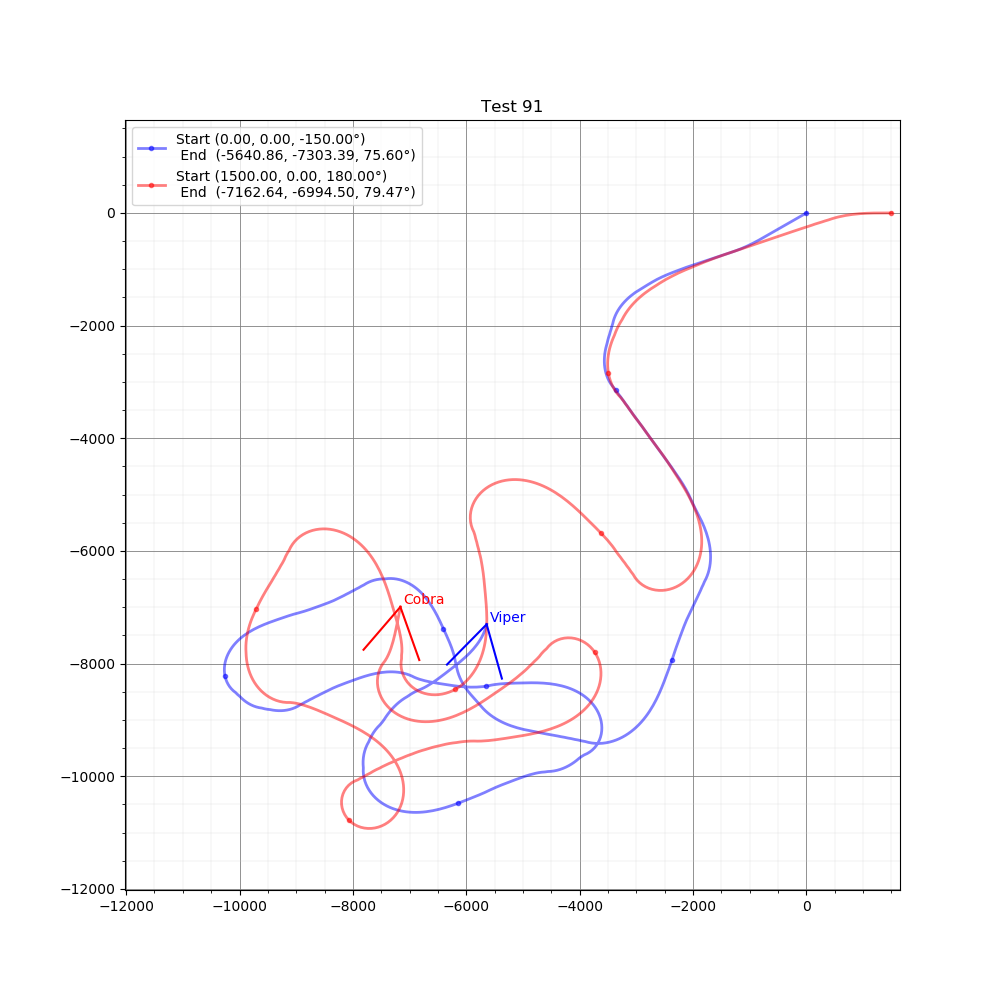 Test 91
Start (0.00, 0.00, -150.00°)
End (-5640.86, -7303.39, 75.60°)
Start (1500.00, 0.00, 180.00°)
End (-7162.64, -6994.50, 79.47°)
0
−2000
−4000
−6000
−8000
−10000
−12000
Cobra
Viper
−12000 −10000 −8000 −6000 −4000 −2000 0